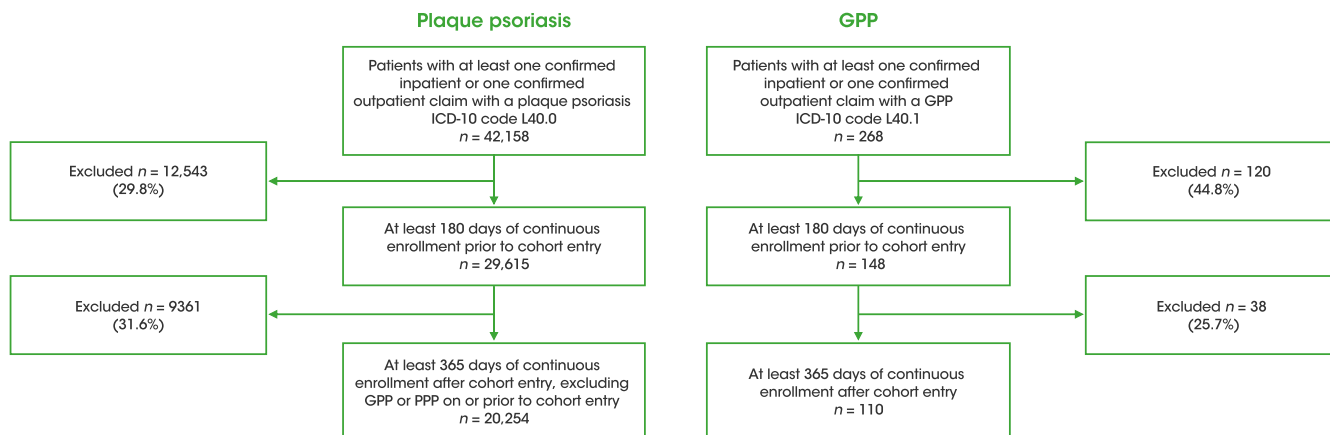 Plaque psoriasis
GPP
Patients with at least one confirmed
inpatient or one confirmed
outpatient claim with a plaque psoriasis
ICD-10 code L40.0
n = 42,158
Patients with at least one confirmed
inpatient or one confirmed
outpatient claim with a GPP
ICD-10 code L40.1
n = 268
Excluded n = 12,543
(29.8%)
Excluded n = 120
(44.8%)
At least 180 days of continuous
enrollment prior to cohort entry
n = 29,615
At least 180 days of continuous
enrollment prior to cohort entry
n = 148
Excluded n = 9361
(31.6%)
Excluded n = 38
(25.7%)
At least 365 days of continuous
enrollment after cohort entry, excluding
GPP or PPP on or prior to cohort entry
n = 20,254
At least 365 days of continuous
enrollment after cohort entry
n = 110